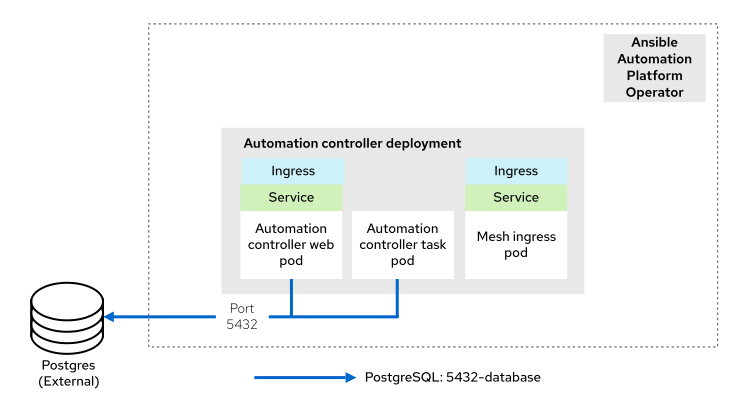 Ansible
Automation
Platform
Operator
Automation controller deployment
Ingress
Ingress
Service
Service
Automation
controller web
pod
Automation
controller task
pod
Mesh ingress
pod
Port
5432
Postgres
(External)
PostgreSQL: 5432-database